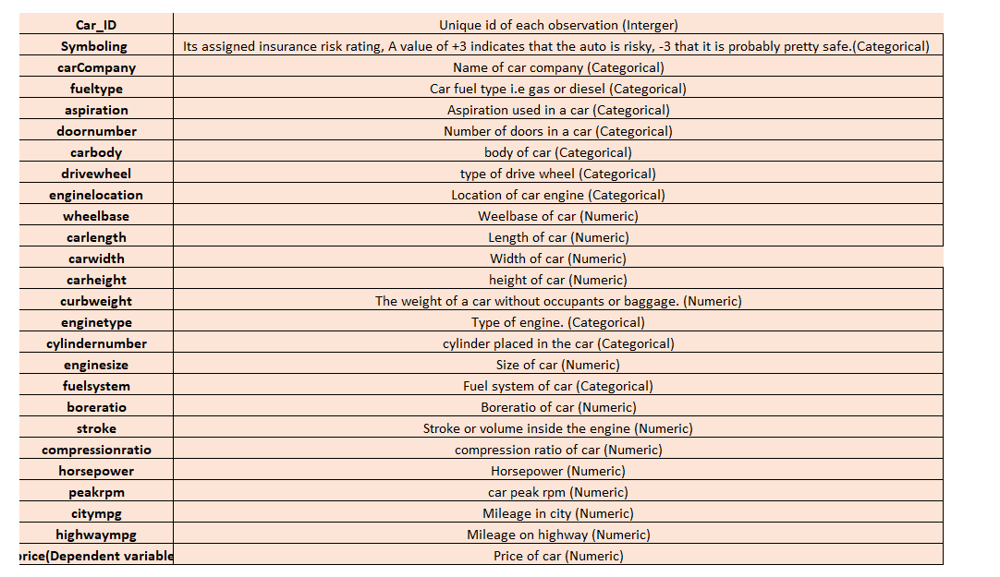 Car_ID Unique id of each observation (Interger)
Symboling Its assigned insurance risk rating, A value of +3 indicates that the auto is risky, -3 that it is probably pretty safe.(Categorical)
carCompany Name of car company (Categorical)
fueltype Car fuel type i.e gas or diesel (Categorical)
aspiration Aspiration used in a car (Categorical)
doornumber Number of doors in a car (Categorical)
carbody body of car (Categorical)
drivewheel type of drive wheel (Categorical)
enginelocation Location of car engine (Categorical)
wheelbase Weelbase of car (Numeric)
carlength Length of car (Numeric)
carwidth Width of car (Numeric)
carheight height of car (Numeric)
curbweight The weight of a car without occupants or baggage. (Numeric)
enginetype Type of engine. (Categorical)
cylindernumber cylinder placed in the car (Categorical)
enginesize Size of car (Numeric)
fuelsystem Fuel system of car (Categorical)
boreratio Boreratio of car (Numeric)
stroke Stroke or volume inside the engine (Numeric)
compressionratio compression ratio of car (Numeric)
horsepower Horsepower (Numeric)
peakrpm car peak rpm (Numeric)
citympg Mileage in city (Numeric)
highwaympg Mileage on highway (Numeric)
rice(Dependent variable Price of car (Numeric)